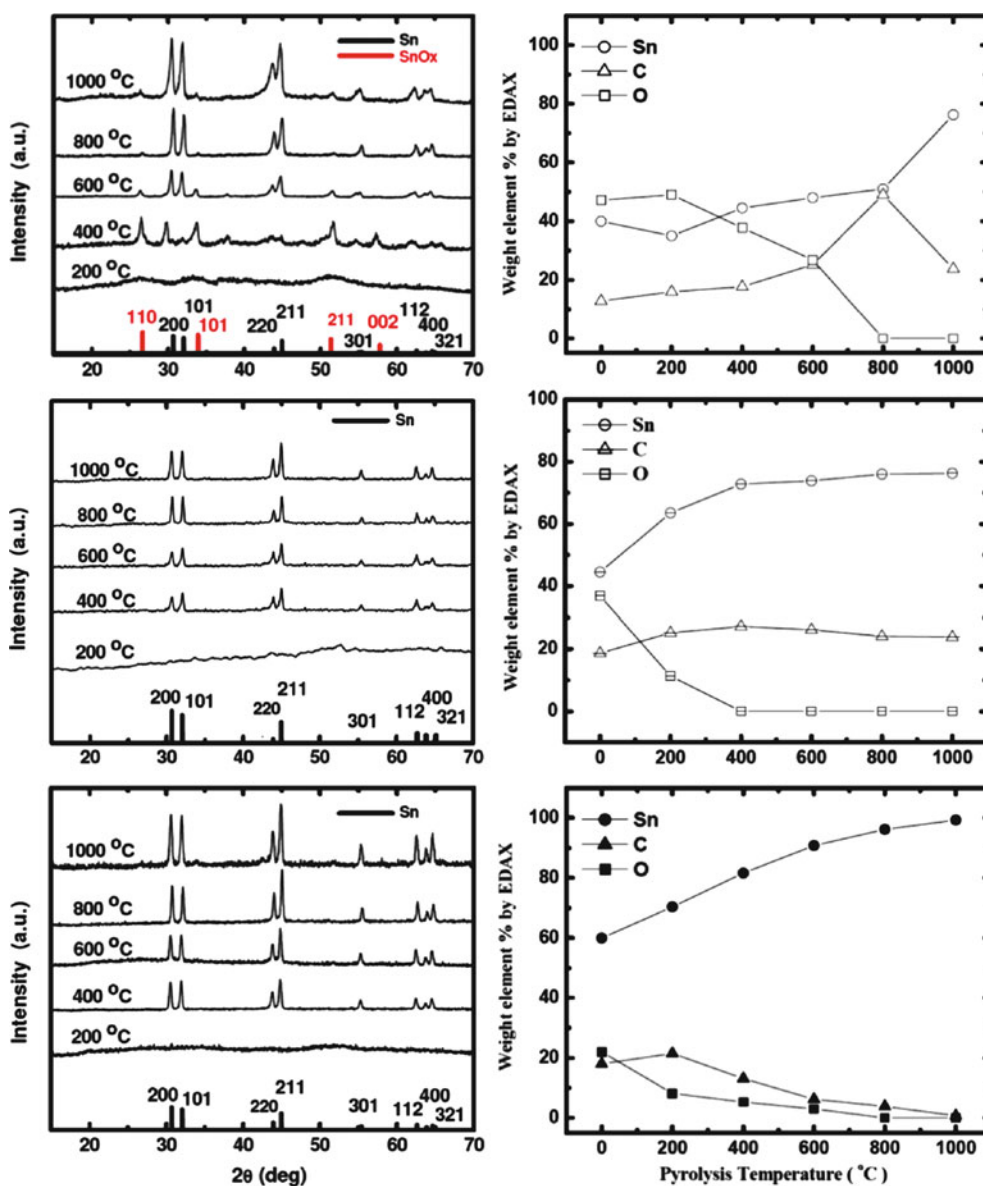 Sn
SnOx
1000 °C
800 °C
600 °C
400 °C
200 °C
Intensity (a.u.)
110
200
101
101
220
211
211
301
002
112
400
321
20 30 40 50 60 70
Sn
C
O
Weight element % by EDAX
100
80
60
40
20
0
0 200 400 600 800 1000
Sn
1000 °C
800 °C
600 °C
400 °C
200 °C
Intensity (a.u.)
200
101
220
211
301
112
400
321
20 30 40 50 60 70
Sn
C
O
Weight element % by EDAX
100
80
60
40
20
0
0 200 400 600 800 1000
Sn
1000 °C
800 °C
600 °C
400 °C
200 °C
Intensity (a.u.)
200
101
220
211
301
112
400
321
20 30 40 50 60 70
2θ (deg)
Sn
C
O
Weight element % by EDAX
100
80
60
40
20
0
0 200 400 600 800 1000
Pyrolysis Temperature ( °C)